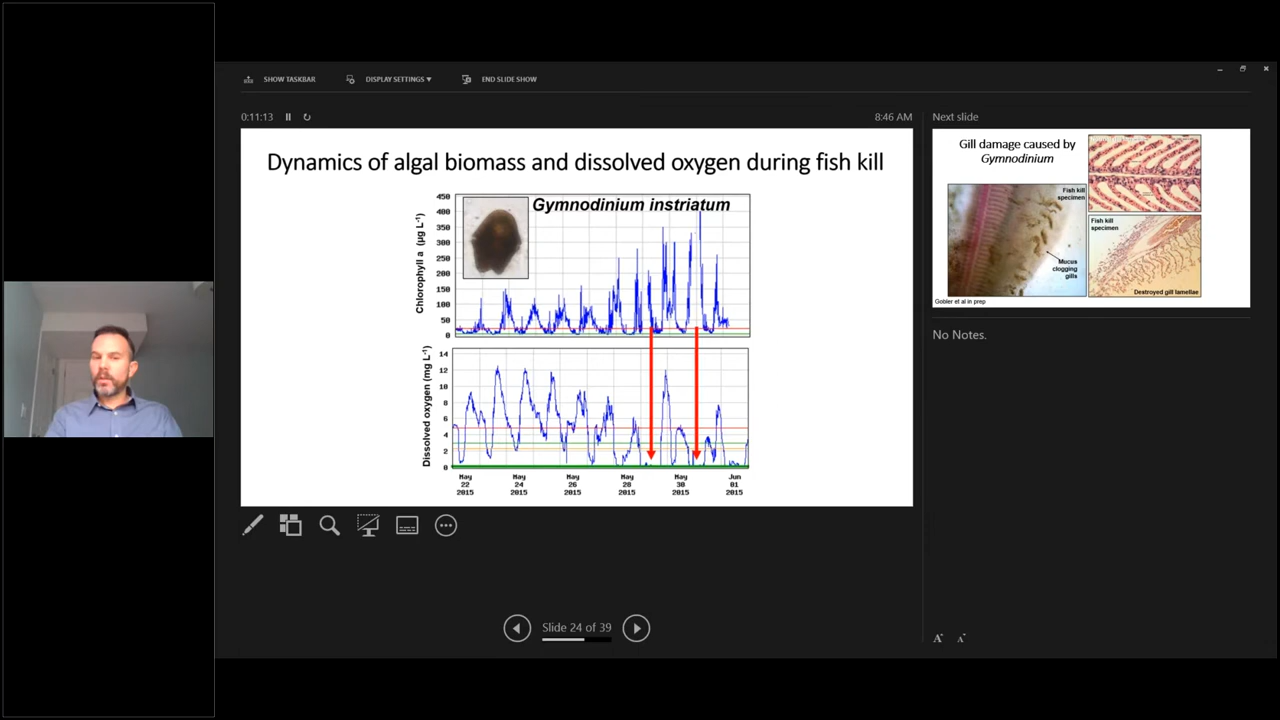 SHOW TASKBAR
DISPLAY SETTINGS ▼
END SLIDE SHOW
0:11:13
8:46 AM
Dynamics of algal biomass and dissolved oxygen during fish kill
Gymnodinium instriatum
Chlorophyll a (µg L-1)
450
400
350
300
250
200
150
100
50
0
Dissolved oxygen (mg L-1)
14
12
10
8
6
4
2
0
May May May May May Jun
22 24 26 28 30 01
2015 2015 2015 2015 2015 2015
Slide 24 of 39
Next slide
Gill damage caused by
Gymnodinium
Fish kill
specimen
Mucus
clogging
gills
Fish kill
specimen
Destroyed gill lamellae
Gobler et al in prep
No Notes.
A
A